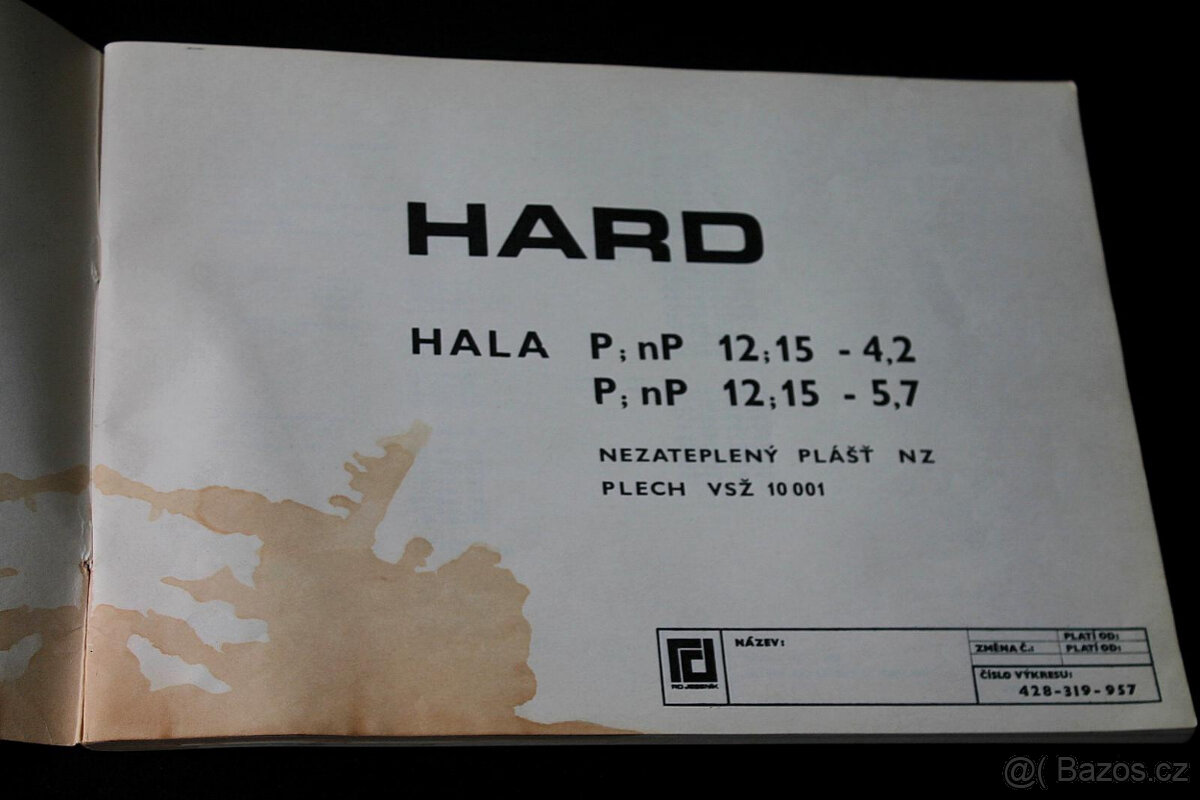 HARD
HALA P; nP 12;15 - 4,2
P; nP 12;15 - 5,7
NEZATEPLENÝ PLÁŠŤ NZ
PLECH VSŽ 10 001
RD JESENÍK
NÁZEV:
PLATÍ OD:
ZMĚNA Č.: PLATÍ OD:
ČÍSLO VÝKRESU:
428-319-957
@( Bazos.cz